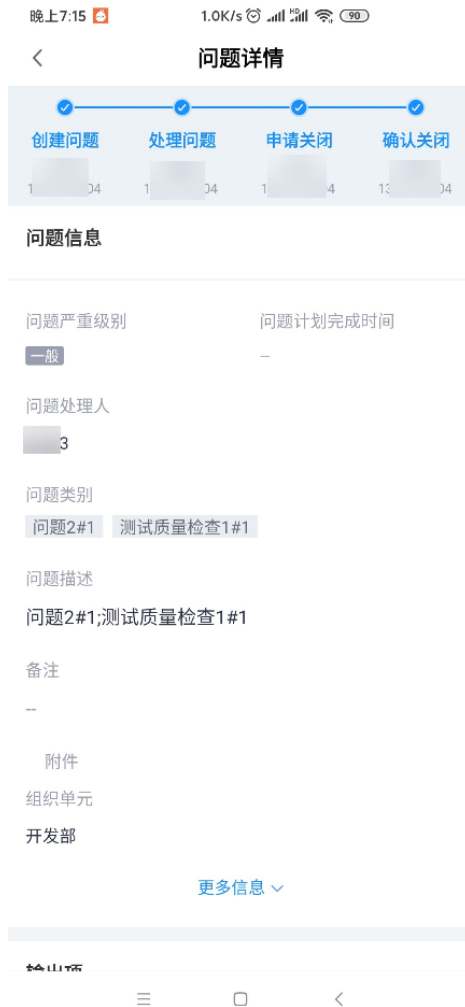 晚上7:15 1.0K/s HD 90
问题详情
创建问题 处理问题 申请关闭 确认关闭
问题信息
问题严重级别 问题计划完成时间
一般 --
问题处理人
3
问题类别
问题2#1 测试质量检查1#1
问题描述
问题2#1;测试质量检查1#1
备注
--
附件
组织单元
开发部
更多信息
输出项